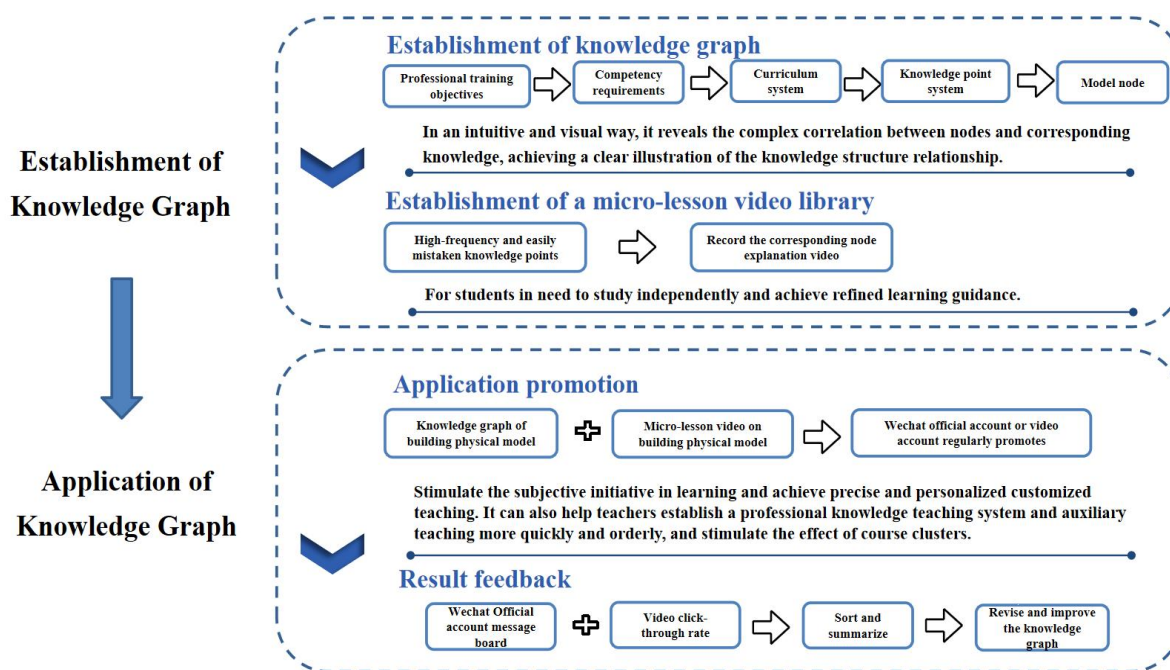 Establishment of
Knowledge Graph
Establishment of knowledge graph
Professional training
objectives
Competency
requirements
Curriculum
system
Knowledge point
system
Model node
In an intuitive and visual way, it reveals the complex correlation between nodes and corresponding
knowledge, achieving a clear illustration of the knowledge structure relationship.
Establishment of a micro-lesson video library
High-frequency and easily
mistaken knowledge points
Record the corresponding node
explanation video
For students in need to study independently and achieve refined learning guidance.
Application of
Knowledge Graph
Application promotion
Knowledge graph of
building physical model
Micro-lesson video on
building physical model
Wechat official account or video
account regularly promotes
Stimulate the subjective initiative in learning and achieve precise and personalized customized
teaching. It can also help teachers establish a professional knowledge teaching system and auxiliary
teaching more quickly and orderly, and stimulate the effect of course clusters.
Result feedback
Wechat Official
account message
board
Video click-
through rate
Sort and
summarize
Revise and improve
the knowledge
graph